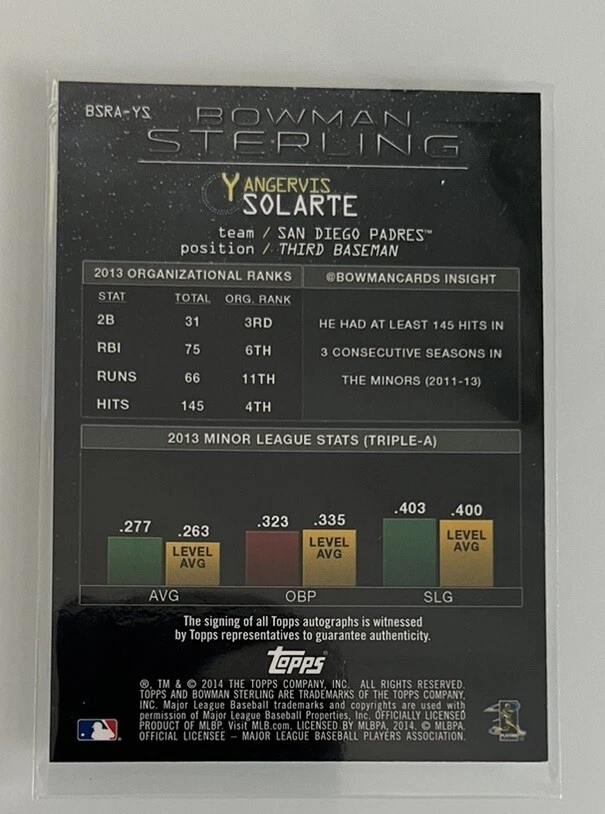 BSRA-YS
BOWMAN
STERLING
YANGERVIS
SOLARTE
team / SAN DIEGO PADRES™
position / THIRD BASEMAN
2013 ORGANIZATIONAL RANKS
STAT TOTAL ORG. RANK
2B 31 3RD
RBI 75 6TH
RUNS 66 11TH
HITS 145 4TH
@BOWMANCARDS INSIGHT
HE HAD AT LEAST 145 HITS IN
3 CONSECUTIVE SEASONS IN
THE MINORS (2011-13)
2013 MINOR LEAGUE STATS (TRIPLE-A)
.277 .263 .323 .335 .403 .400
LEVEL AVG LEVEL AVG LEVEL AVG
AVG OBP SLG
The signing of all Topps autographs is witnessed
by Topps representatives to guarantee authenticity.
topps®
®, TM & © 2014 THE TOPPS COMPANY, INC. ALL RIGHTS RESERVED.
TOPPS AND BOWMAN STERLING ARE TRADEMARKS OF THE TOPPS COMPANY,
INC. Major League Baseball trademarks and copyrights are used with
permission of Major League Baseball Properties, Inc. OFFICIALLY LICENSED
PRODUCT OF MLBP. Visit MLB.com. LICENSED BY MLBPA, 2014. © MLBPA.
OFFICIAL LICENSEE – MAJOR LEAGUE BASEBALL PLAYERS ASSOCIATION.